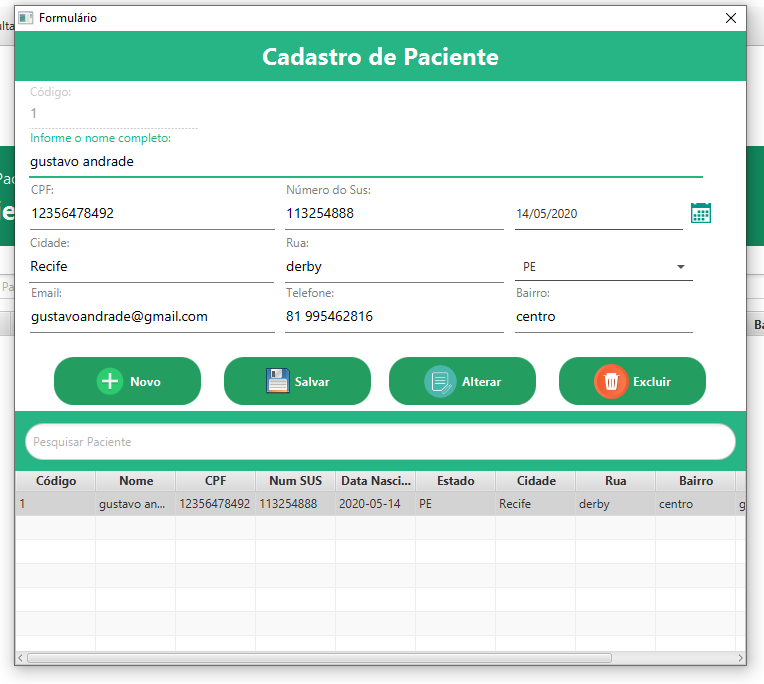 Formulário
Cadastro de Paciente
Código:
1
Informe o nome completo:
gustavo andrade
CPF: Número do Sus:
12356478492 113254888 14/05/2020
Cidade: Rua:
Recife derby PE
Email: Telefone: Bairro:
gustavoandrade@gmail.com 81 995462816 centro
Novo Salvar Alterar Excluir
Pesquisar Paciente
Código Nome CPF Num SUS Data Nasci... Estado Cidade Rua Bairro
1 gustavo an... 12356478492 113254888 2020-05-14 PE Recife derby centro g